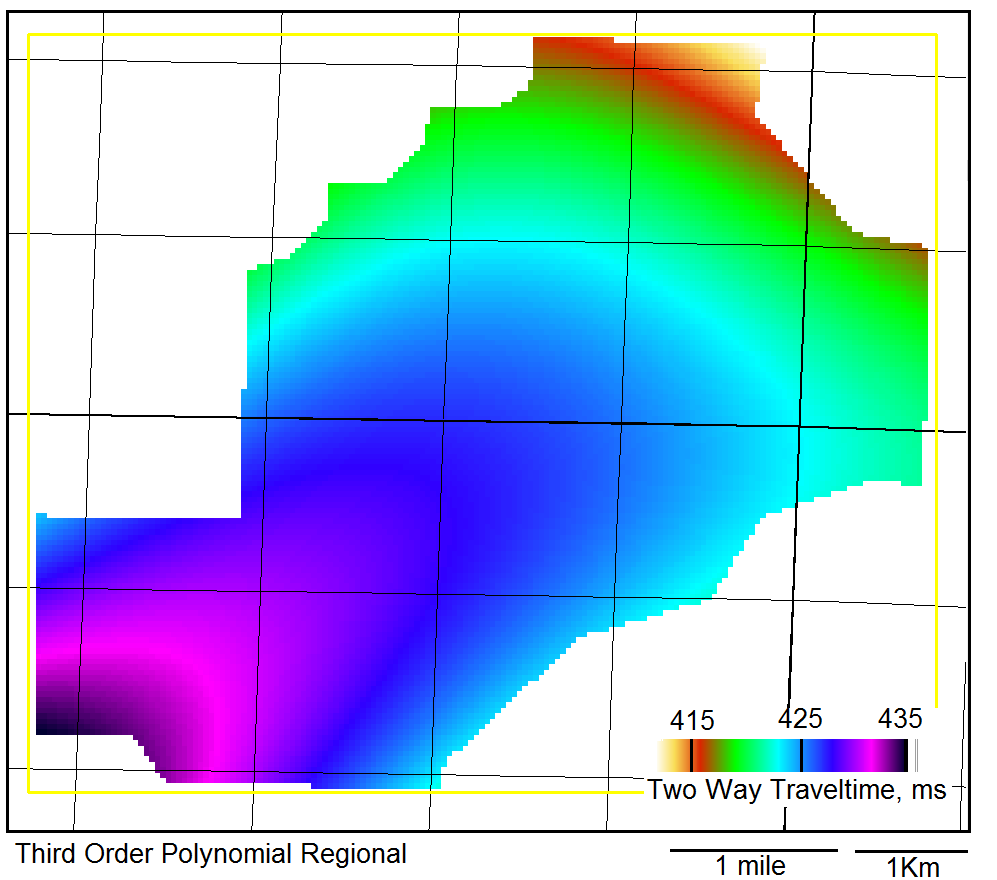 415 425 435
Two Way Traveltime, ms
Third Order Polynomial Regional
1 mile
1Km